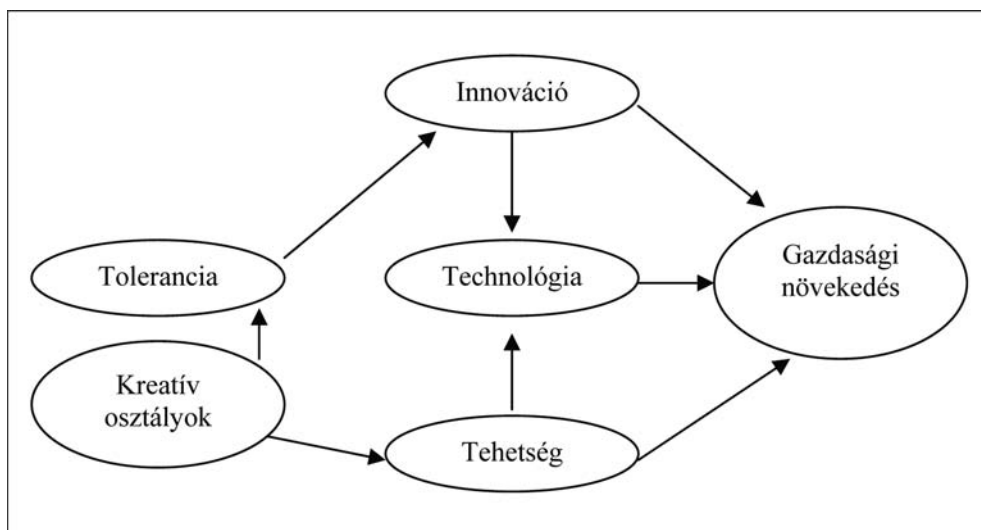 Innováció
Tolerancia
Technológia
Gazdasági
növekedés
Kreatív
osztályok
Tehetség